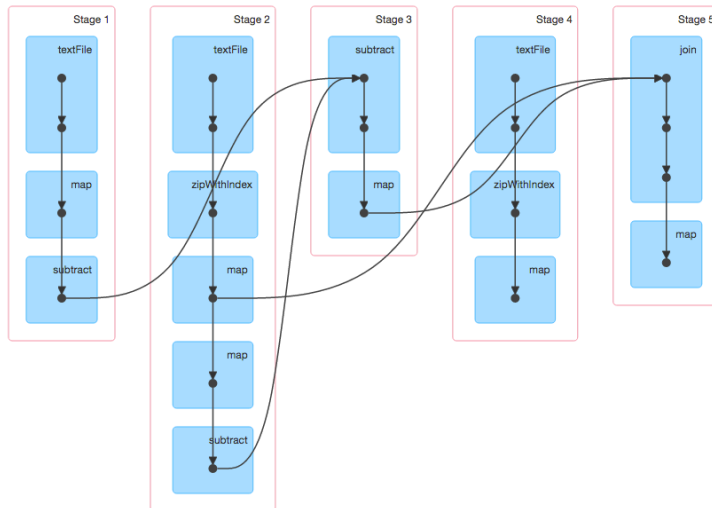 Stage 1
textFile
map
subtract
Stage 2
textFile
zipWithIndex
map
map
subtract
Stage 3
subtract
map
Stage 4
textFile
zipWithIndex
map
Stage 5
join
map